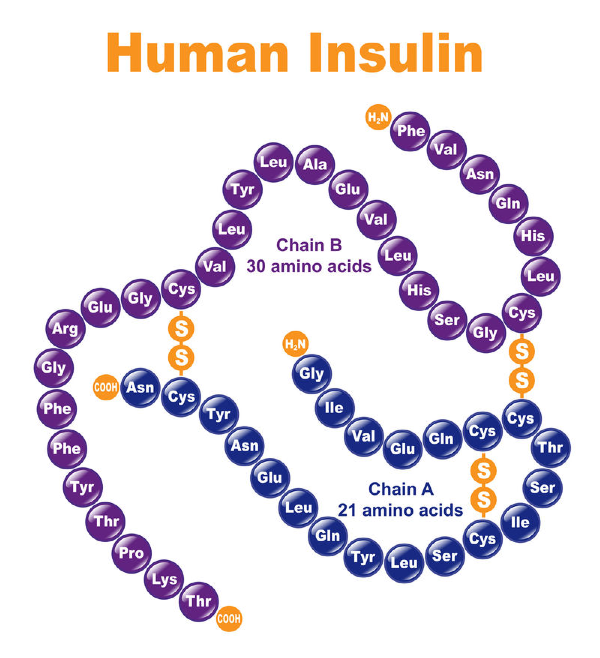 Human Insulin
H₂N
Phe
Val
Asn
Gln
His
Leu
Cys
Gly
Ser
His
Leu
Val
Glu
Ala
Leu
Tyr
Leu
Val
Cys
Gly
Glu
Arg
Gly
Phe
Phe
Tyr
Thr
Pro
Lys
Thr
COOH
Chain B
30 amino acids
S
S
S
S
H₂N
Gly
Ile
Val
Glu
Gln
Cys
Cys
Thr
Ser
Ile
Cys
Ser
Leu
Tyr
Gln
Leu
Glu
Asn
Tyr
Cys
Asn
COOH
S
S
Chain A
21 amino acids